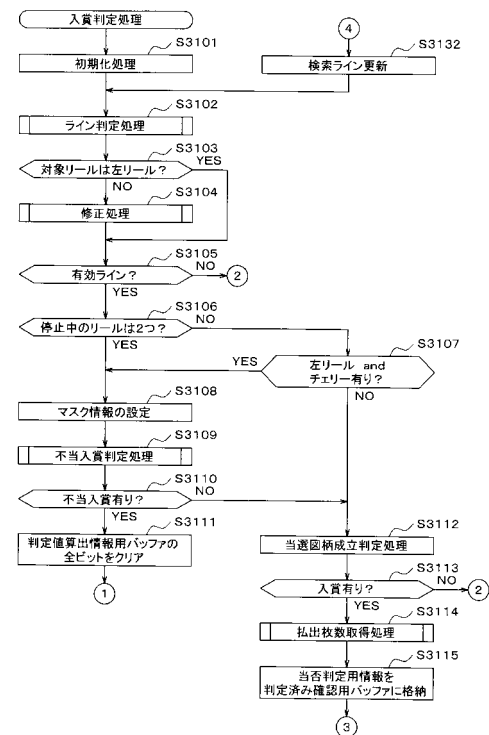 入賞判定処理
S3101
初期化処理
4
S3132
検索ライン更新
S3102
ライン判定処理
S3103
対象リールは左リール？
YES
NO
S3104
修正処理
S3105
有効ライン？
NO
2
YES
S3106
停止中のリールは2つ？
NO
YES
S3107
左リール and
チェリー有り？
YES
NO
S3108
マスク情報の設定
S3109
不当入賞判定処理
S3110
不当入賞有り？
NO
YES
S3111
判定値算出情報用バッファの
全ビットをクリア
1
S3112
当選図柄成立判定処理
S3113
入賞有り？
NO
2
YES
S3114
払出枚数取得処理
S3115
当否判定用情報を
判定済み確認用バッファに格納
3